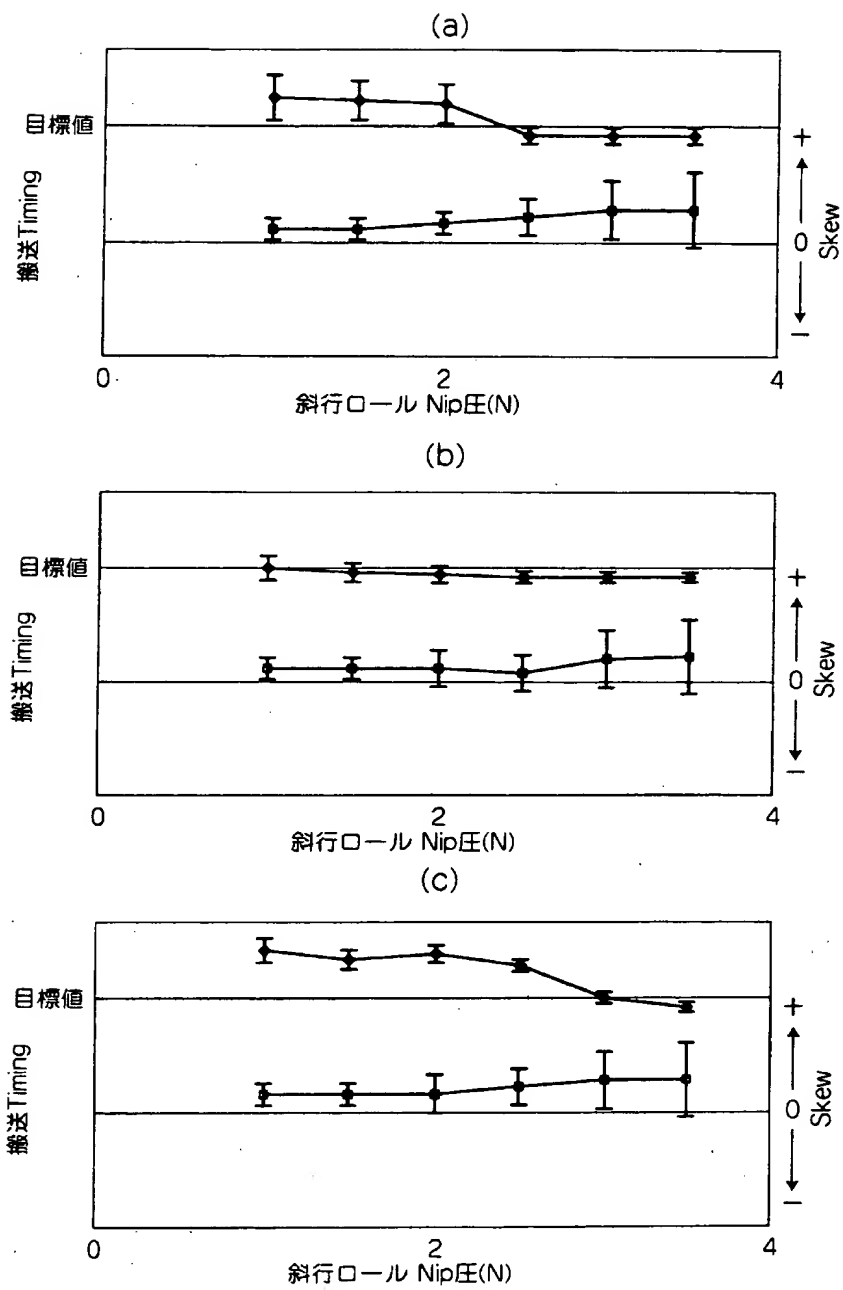 (a)
目標値
搬送Timing
+
0
Skew
−
0
2
4
斜行ロール Nip圧(N)
(b)
目標値
搬送Timing
+
0
Skew
−
0
2
4
斜行ロール Nip圧(N)
(c)
目標値
搬送Timing
+
0
Skew
−
0
2
4
斜行ロール Nip圧(N)